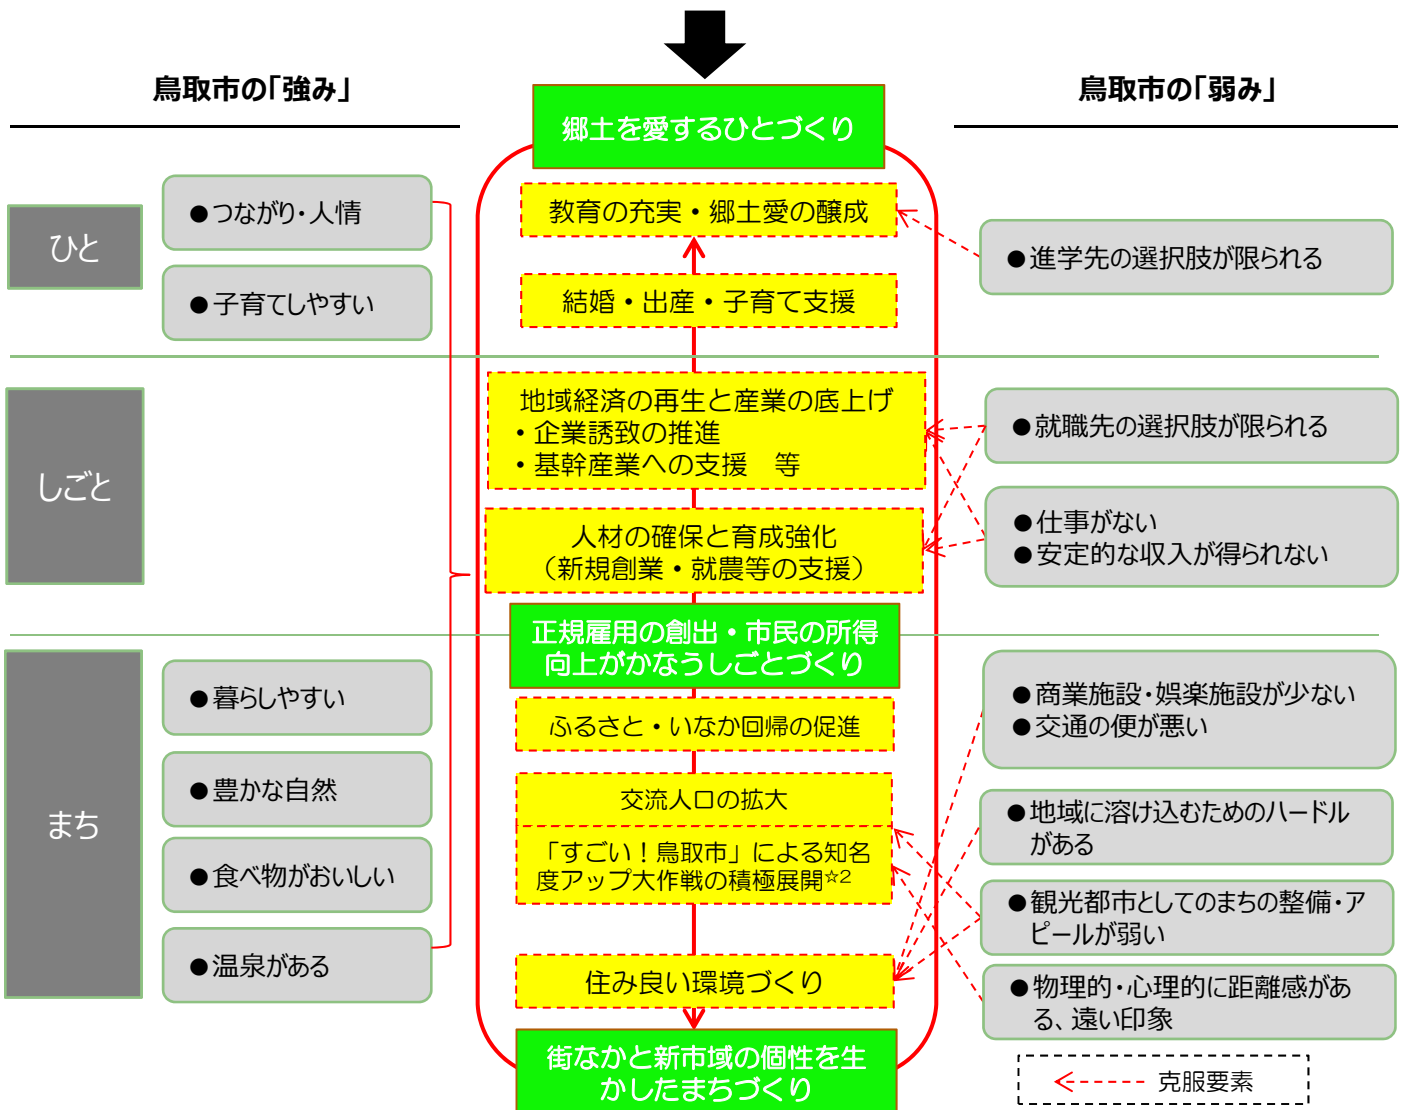 鳥取市の「強み」
鳥取市の「弱み」
郷土を愛するひとづくり
ひと
●つながり・人情
●子育てしやすい
教育の充実・郷土愛の醸成
結婚・出産・子育て支援
●進学先の選択肢が限られる
しごと
地域経済の再生と産業の底上げ
・企業誘致の推進
・基幹産業への支援　等
人材の確保と育成強化
（新規創業・就農等の支援）
●就職先の選択肢が限られる
●仕事がない
●安定的な収入が得られない
正規雇用の創出・市民の所得
向上がかなうしごとづくり
まち
●暮らしやすい
●豊かな自然
●食べ物がおいしい
●温泉がある
ふるさと・いなか回帰の促進
交流人口の拡大
「すごい！鳥取市」による知名
度アップ大作戦の積極展開☆2
住み良い環境づくり
●商業施設・娯楽施設が少ない
●交通の便が悪い
●地域に溶け込むためのハードル
がある
●観光都市としてのまちの整備・ア
ピールが弱い
●物理的・心理的に距離感があ
る、遠い印象
街なかと新市域の個性を生
かしたまちづくり
克服要素